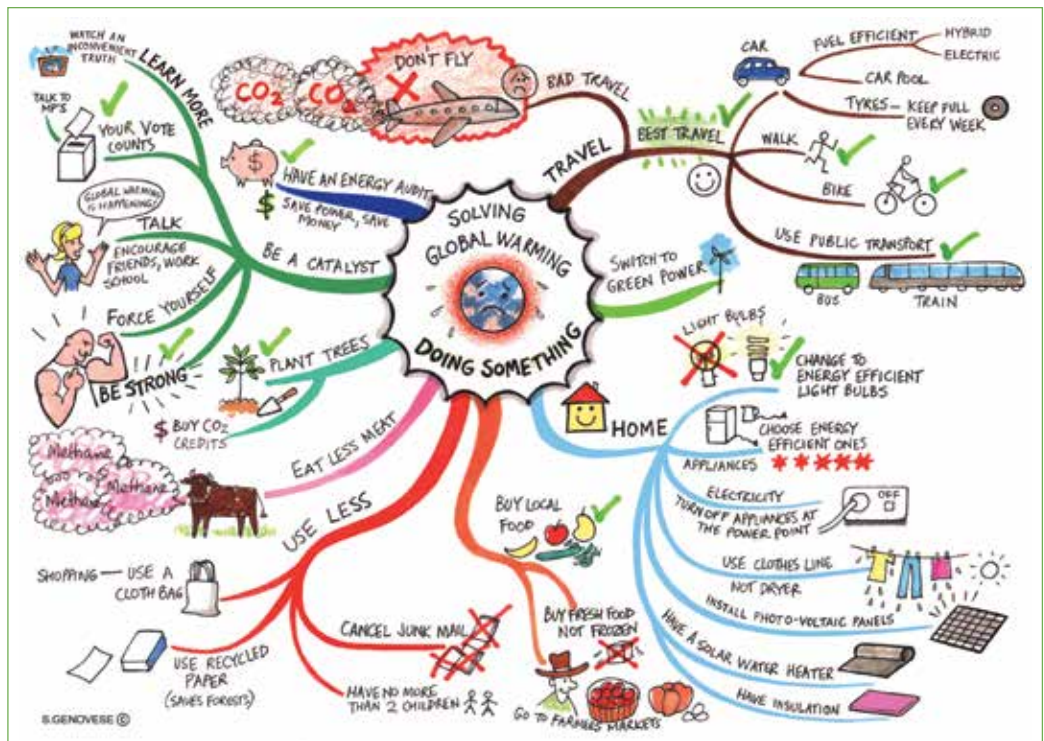 SOLVING
GLOBAL WARMING
DOING SOMETHING
TRAVEL
BAD TRAVEL
DON'T FLY
CO2
CO2
BEST TRAVEL
CAR
FUEL EFFICIENT
HYBRID
ELECTRIC
CAR POOL
TYRES – KEEP FULL
EVERY WEEK
WALK
BIKE
USE PUBLIC TRANSPORT
BUS
TRAIN
SWITCH TO
GREEN POWER
HOME
LIGHT BULBS
CHANGE TO
ENERGY EFFICIENT
LIGHT BULBS
CHOOSE ENERGY
EFFICIENT ONES
APPLIANCES
ELECTRICITY
TURN OFF APPLIANCES AT
THE POWER POINT
OFF
USE CLOTHES LINE
NOT DRYER
INSTALL PHOTO-VOLTAIC PANELS
HAVE A SOLAR WATER HEATER
HAVE INSULATION
BUY LOCAL
FOOD
BUY FRESH FOOD
NOT FROZEN
GO TO FARMERS MARKETS
USE LESS
SHOPPING – USE A
CLOTH BAG
USE RECYCLED
PAPER
(SAVES FORESTS)
CANCEL JUNK MAIL
HAVE NO MORE
THAN 2 CHILDREN
EAT LESS MEAT
Methane
Methane
Methane
PLANT TREES
$ BUY CO2
CREDITS
BE A CATALYST
LEARN MORE
WATCH AN
INCONVENIENT
TRUTH
TALK TO
MP'S
YOUR VOTE
COUNTS
GLOBAL WARMING
IS HAPPENING!
TALK
ENCOURAGE
FRIENDS, WORK
SCHOOL
FORCE YOURSELF
BE STRONG
HAVE AN ENERGY AUDIT
$ SAVE POWER, SAVE
MONEY
$
S.GENOVESE ©